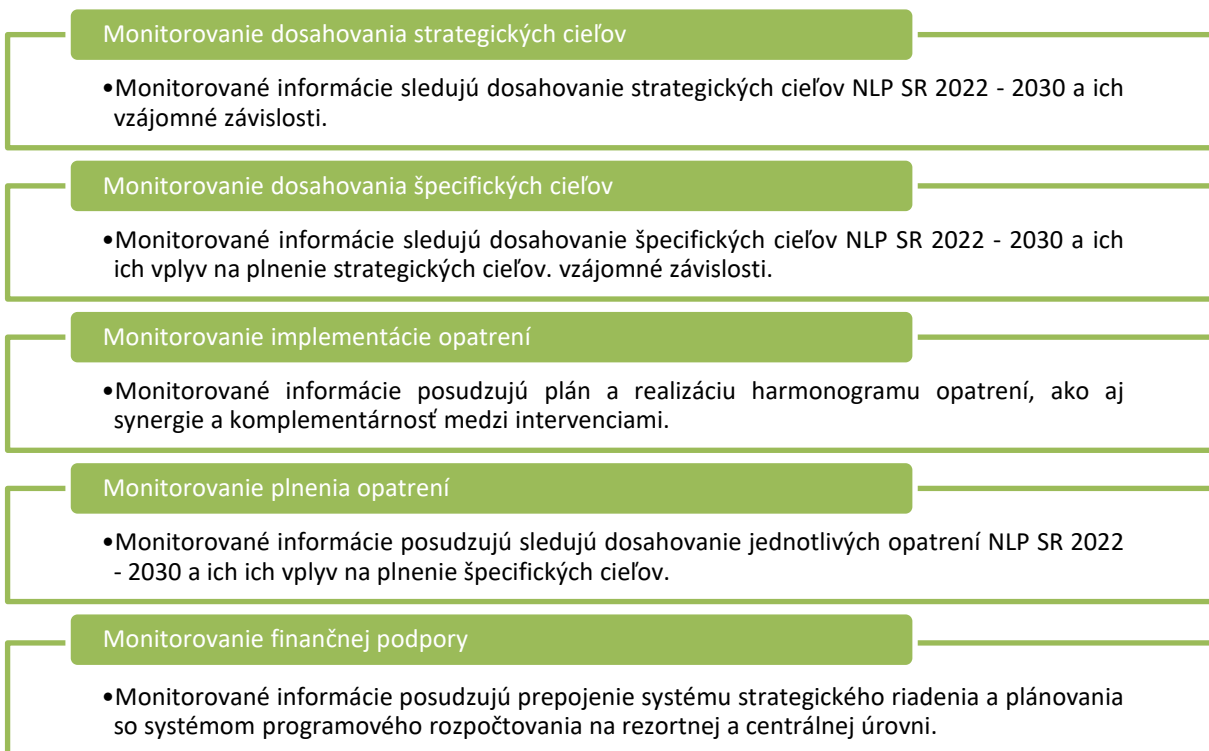 Monitorovanie dosahovania strategických cieľov
•Monitorované informácie sledujú dosahovanie strategických cieľov NLP SR 2022 - 2030 a ich
vzájomné závislosti.
Monitorovanie dosahovania špecifických cieľov
•Monitorované informácie sledujú dosahovanie špecifických cieľov NLP SR 2022 - 2030 a ich
ich vplyv na plnenie strategických cieľov. vzájomné závislosti.
Monitorovanie implementácie opatrení
•Monitorované informácie posudzujú plán a realizáciu harmonogramu opatrení, ako aj
synergie a komplementárnosť medzi intervenciami.
Monitorovanie plnenia opatrení
•Monitorované informácie posudzujú sledujú dosahovanie jednotlivých opatrení NLP SR 2022
- 2030 a ich ich vplyv na plnenie špecifických cieľov.
Monitorovanie finančnej podpory
•Monitorované informácie posudzujú prepojenie systému strategického riadenia a plánovania
so systémom programového rozpočtovania na rezortnej a centrálnej úrovni.